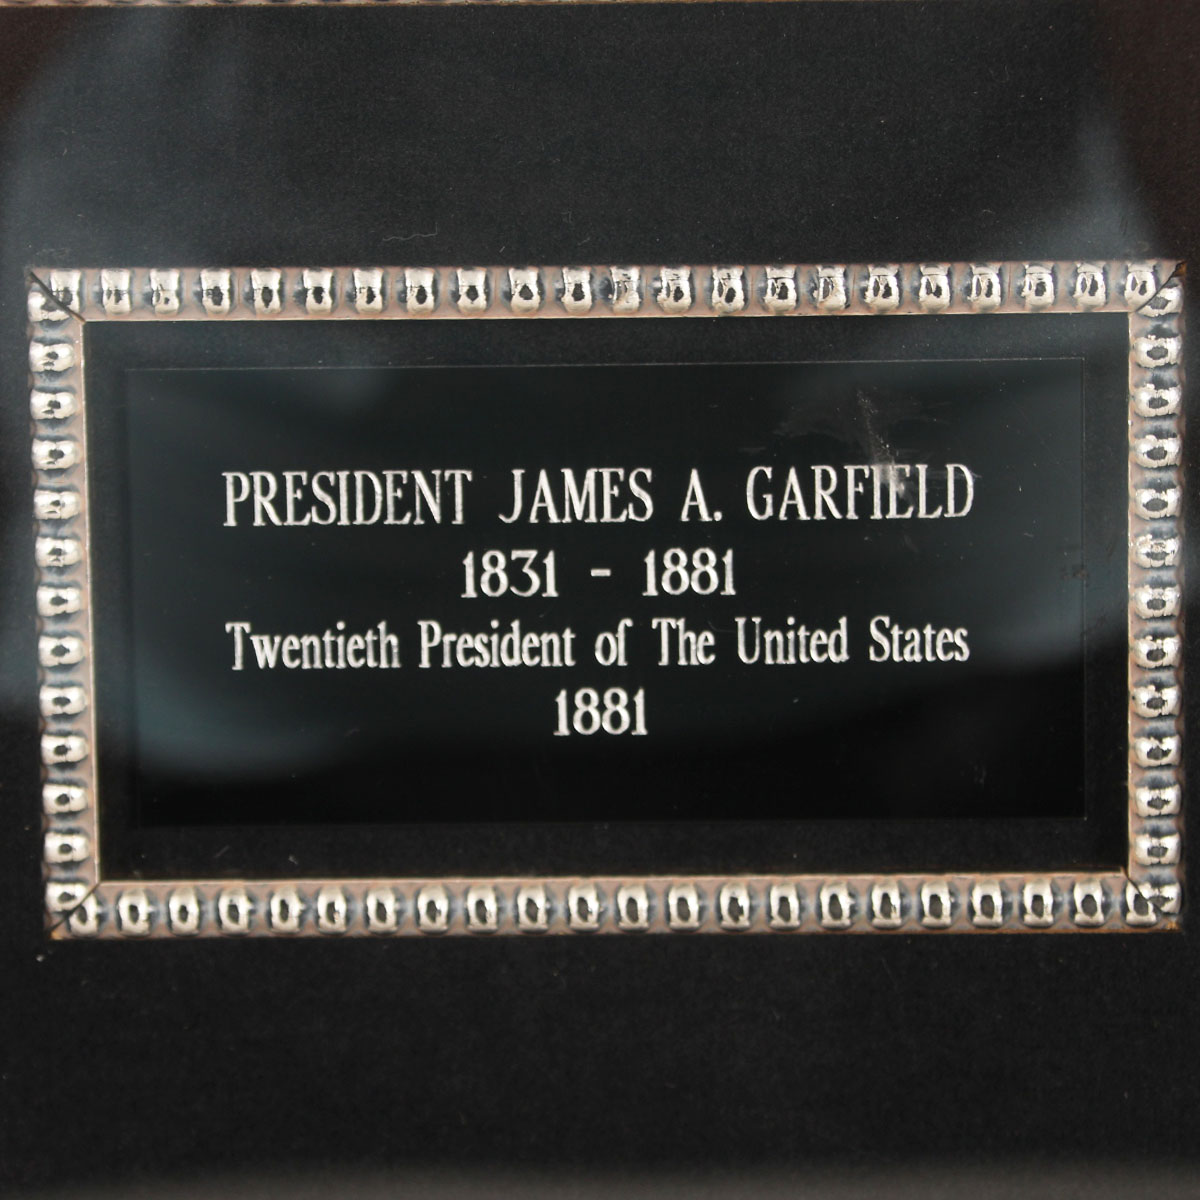 PRESIDENT JAMES A. GARFIELD
1831 - 1881
Twentieth President of The United States
1881